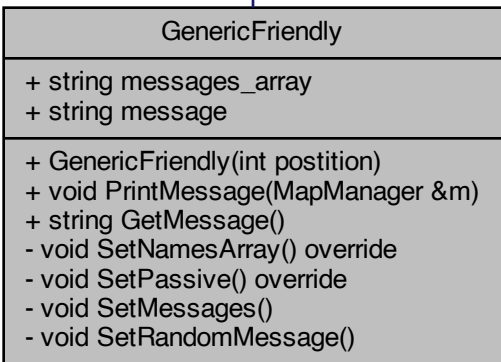 GenericFriendly
+ string messages_array
+ string message
+ GenericFriendly(int postition)
+ void PrintMessage(MapManager &m)
+ string GetMessage()
- void SetNamesArray() override
- void SetPassive() override
- void SetMessages()
- void SetRandomMessage()